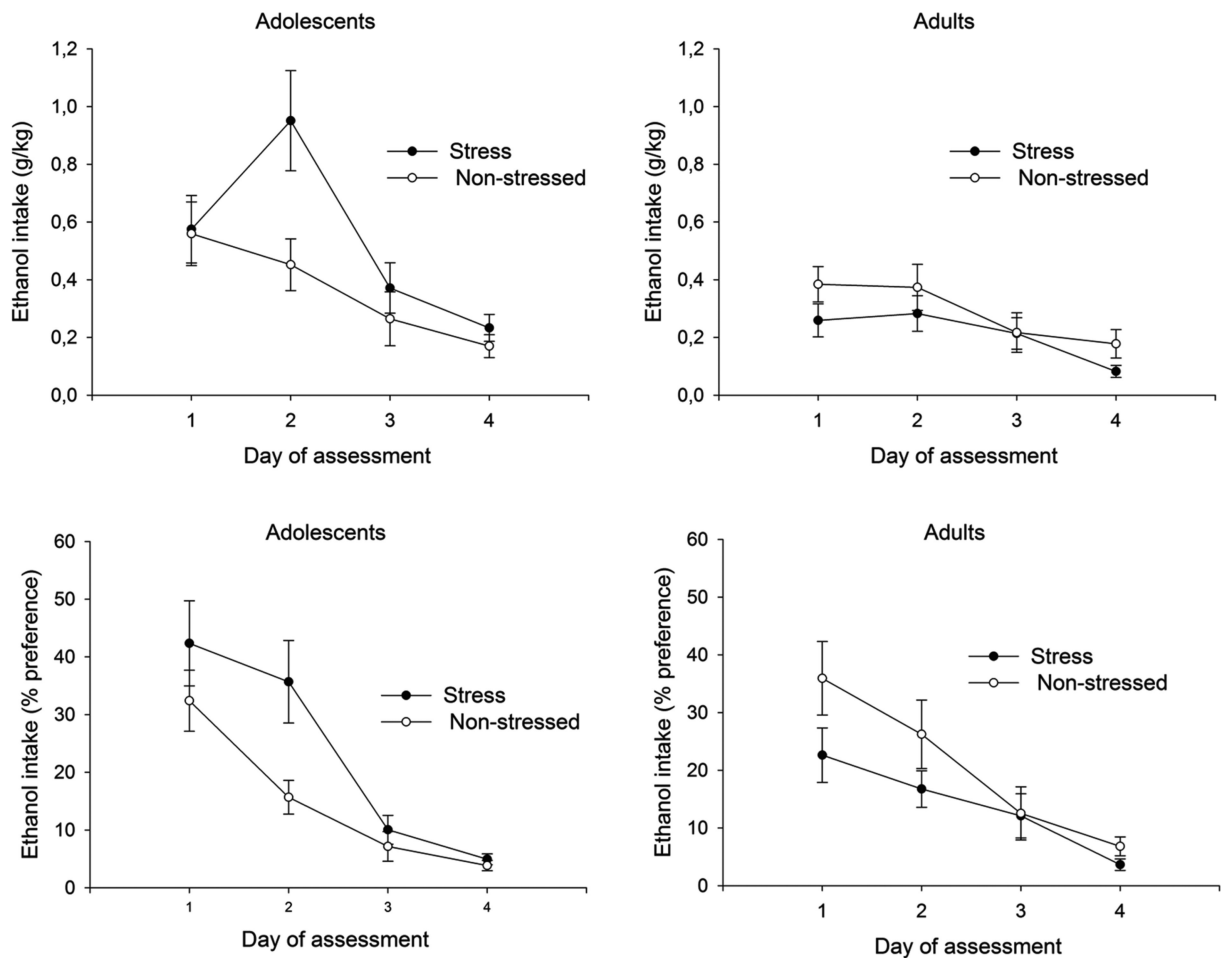 Adolescents
1,2
1,0
0,8
0,6
0,4
0,2
0,0
Ethanol intake (g/kg)
Stress
Non-stressed
1 2 3 4
Day of assessment
Adults
1,2
1,0
0,8
0,6
0,4
0,2
0,0
Ethanol intake (g/kg)
Stress
Non-stressed
1 2 3 4
Day of assessment
Adolescents
60
50
40
30
20
10
0
Ethanol intake (% preference)
Stress
Non-stressed
1 2 3 4
Day of assessment
Adults
60
50
40
30
20
10
0
Ethanol intake (% preference)
Stress
Non-stressed
1 2 3 4
Day of assessment